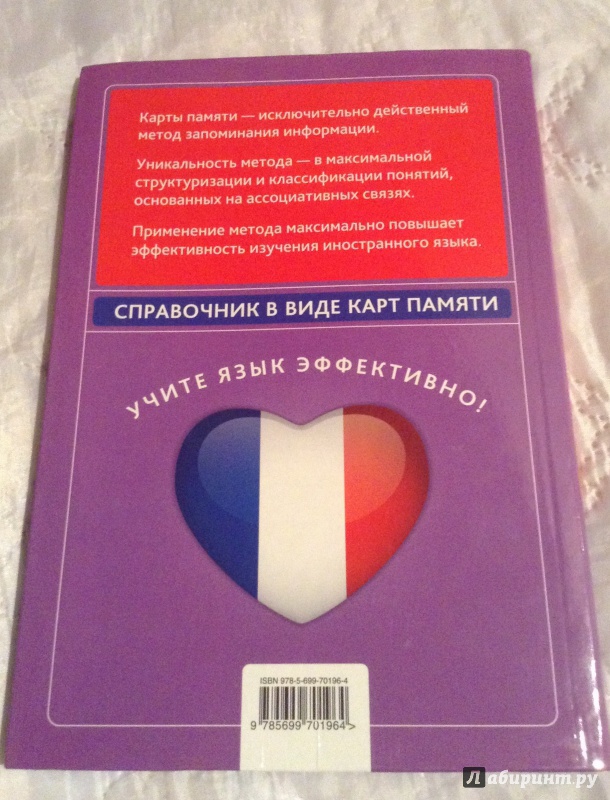 Карты памяти — исключительно действенный
метод запоминания информации.
Уникальность метода — в максимальной
структуризации и классификации понятий,
основанных на ассоциативных связях.
Применение метода максимально повышает
эффективность изучения иностранного языка.
СПРАВОЧНИК В ВИДЕ КАРТ ПАМЯТИ
УЧИТЕ ЯЗЫК ЭФФЕКТИВНО!
ISBN 978-5-699-70196-4
9 785699 701964>
Лабиринт.ру